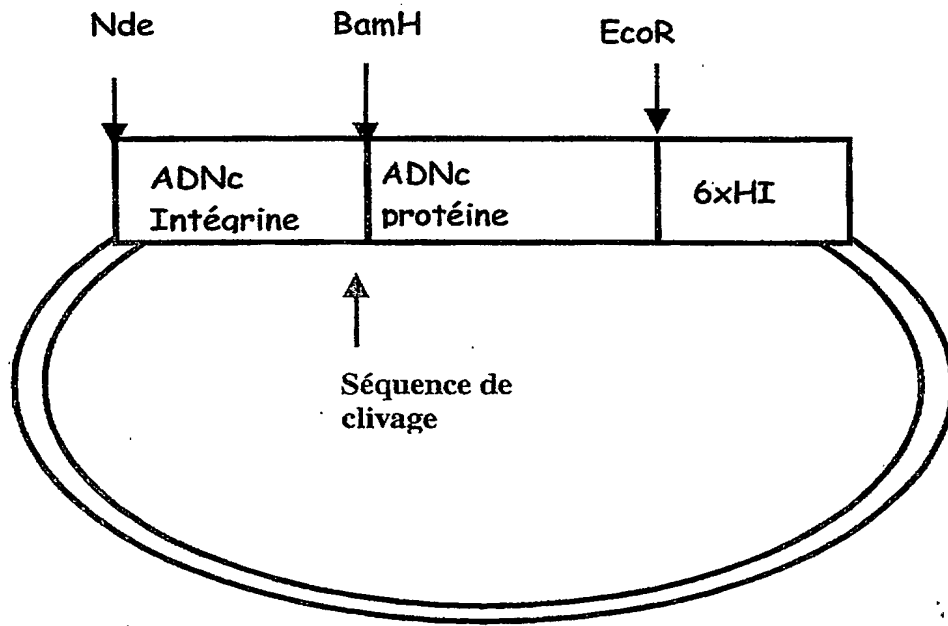 Nde
BamH
EcoR
ADNc
Intégrine
ADNc
protéine
6xHI
Séquence de
clivage